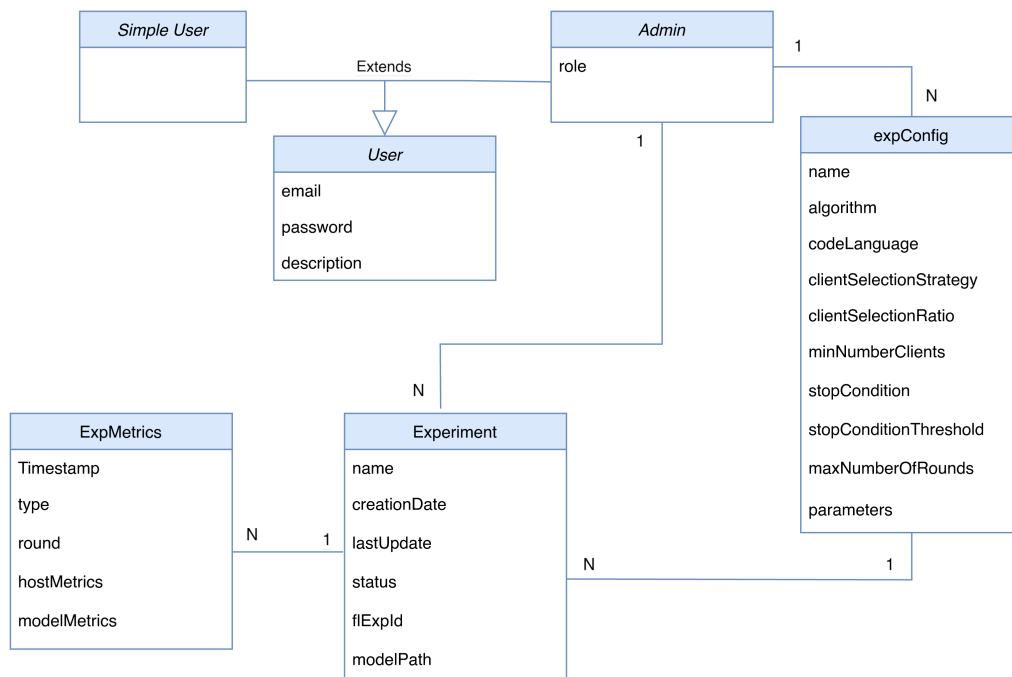 Simple User
Extends
Admin
role
1
N
1
User
email
password
description
expConfig
name
algorithm
codeLanguage
clientSelectionStrategy
clientSelectionRatio
minNumberClients
stopCondition
stopConditionThreshold
maxNumberOfRounds
parameters
N
ExpMetrics
Timestamp
type
round
hostMetrics
modelMetrics
N
1
Experiment
name
creationDate
lastUpdate
status
flExpId
modelPath
N
1